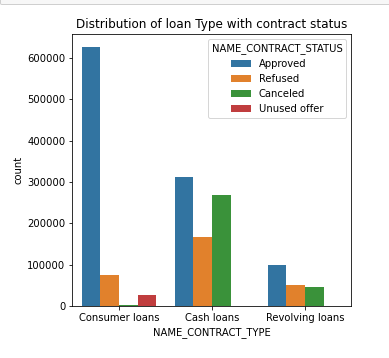 Distribution of loan Type with contract status
NAME_CONTRACT_STATUS
Approved
Refused
Canceled
Unused offer
600000
500000
400000
300000
200000
100000
0
count
Consumer loans
Cash loans
Revolving loans
NAME_CONTRACT_TYPE